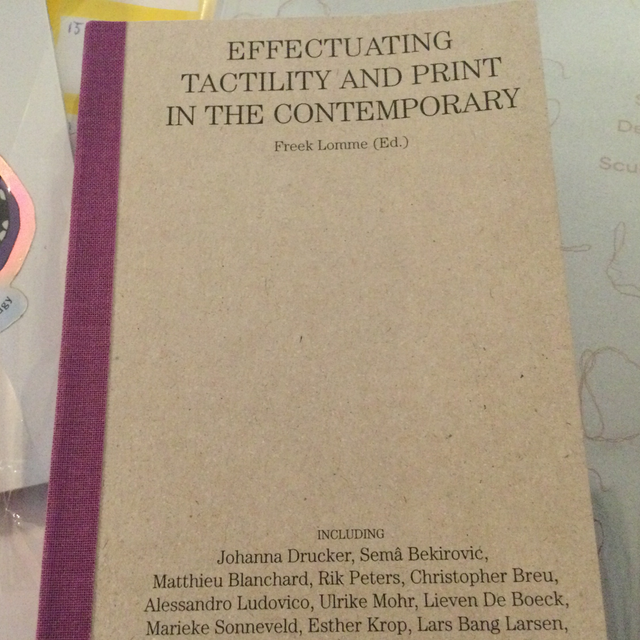 15
EFFECTUATING
TACTILITY AND PRINT
IN THE CONTEMPORARY
Freek Lomme (Ed.)
INCLUDING
Johanna Drucker, Semâ Bekirović,
Matthieu Blanchard, Rik Peters, Christopher Breu,
Alessandro Ludovico, Ulrike Mohr, Lieven De Boeck,
Marieke Sonneveld, Esther Krop, Lars Bang Larsen,